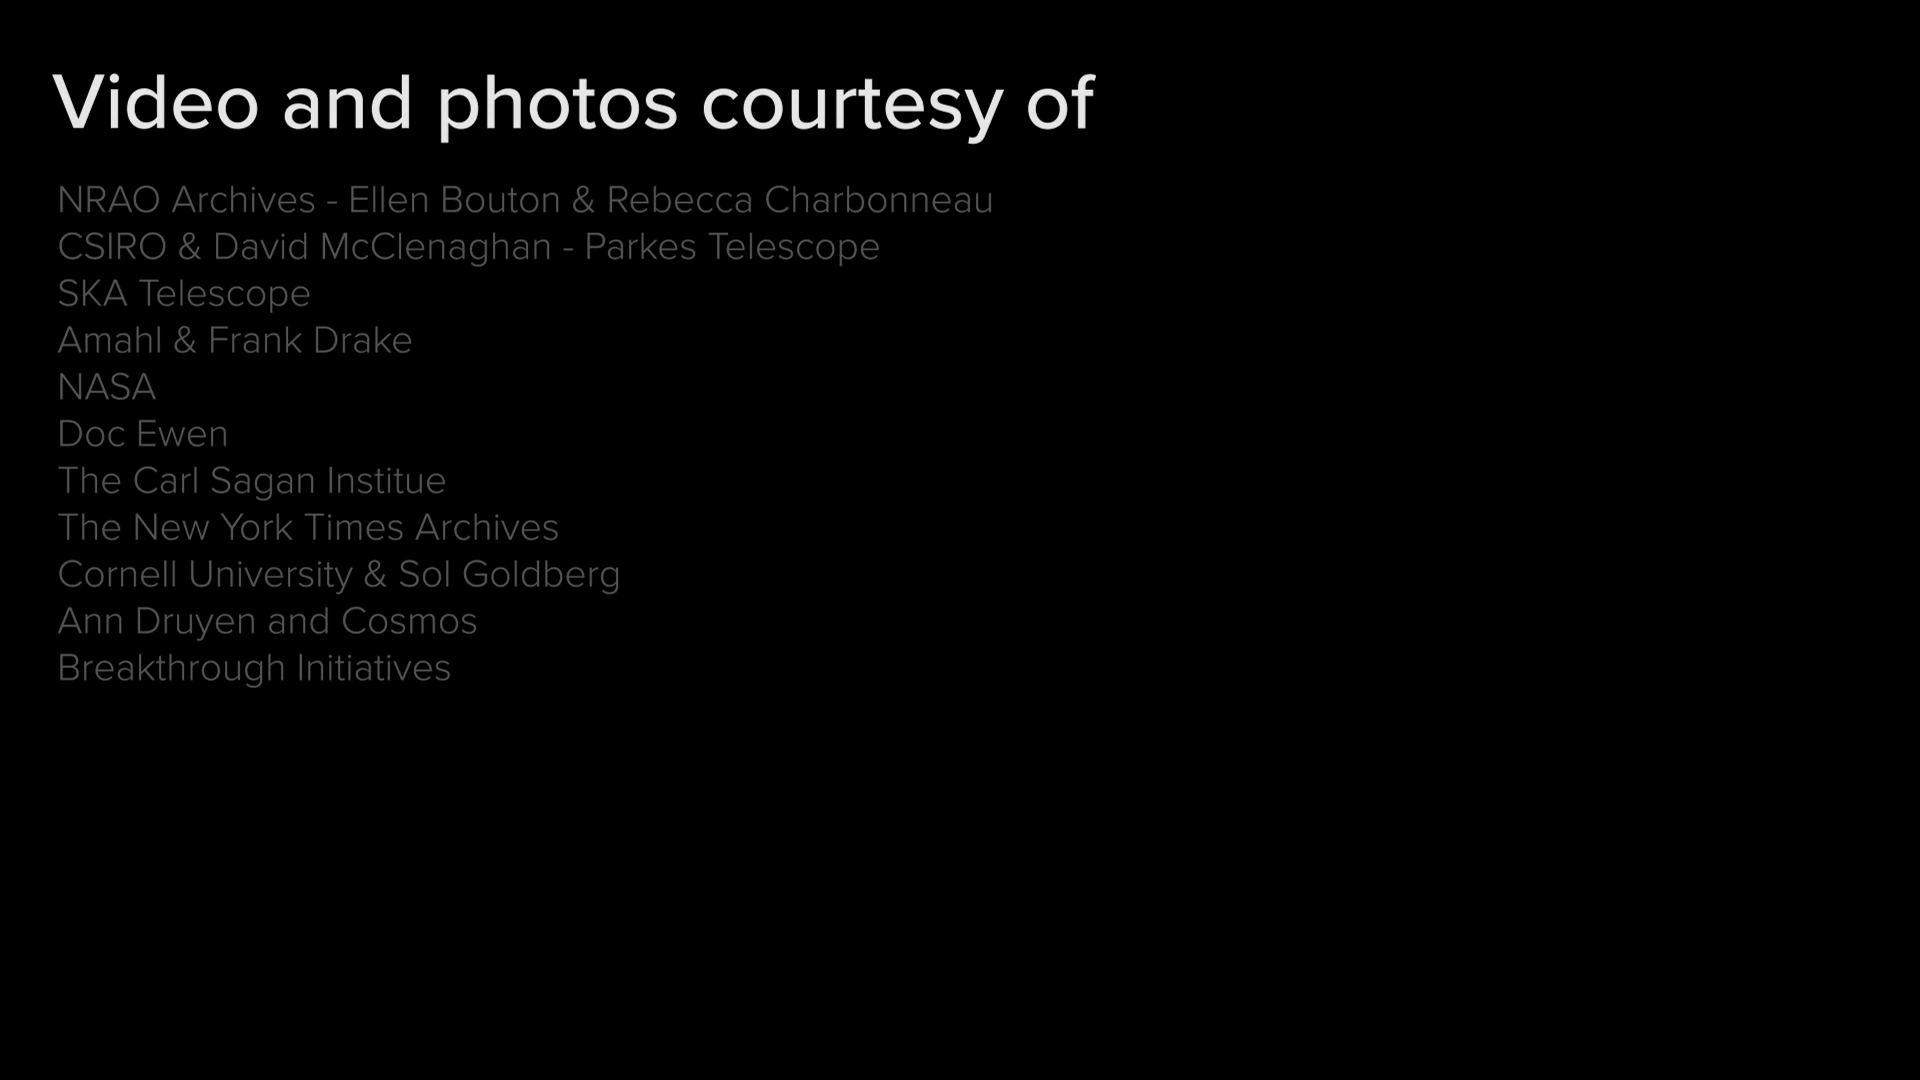 Video and photos courtesy of
NRAO Archives - Ellen Bouton & Rebecca Charbonneau
CSIRO & David McClenaghan - Parkes Telescope
SKA Telescope
Amahl & Frank Drake
NASA
Doc Ewen
The Carl Sagan Institue
The New York Times Archives
Cornell University & Sol Goldberg
Ann Druyen and Cosmos
Breakthrough Initiatives